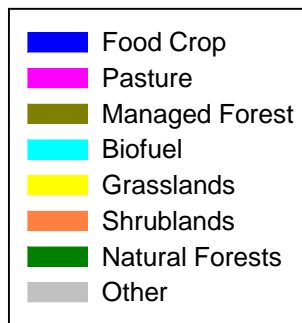 Food Crop
Pasture
Managed Forest
Biofuel
Grasslands
Shrublands
Natural Forests
Other